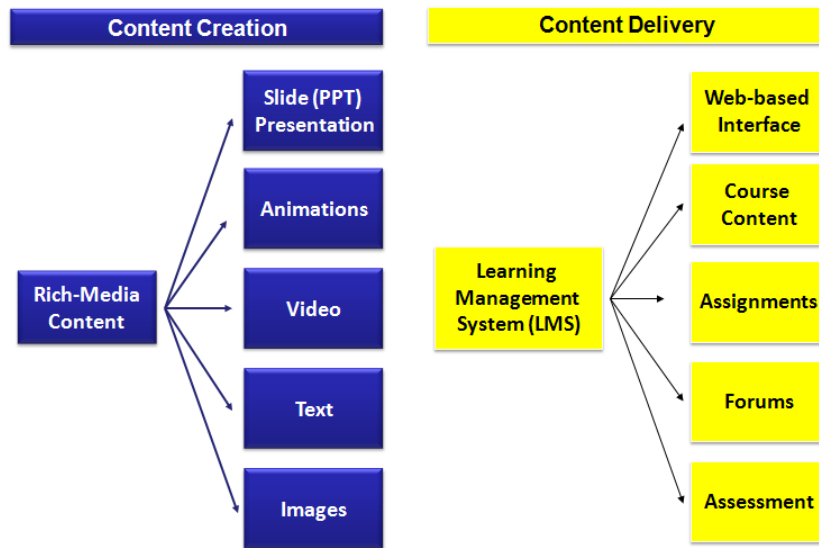 Content Creation
Slide (PPT)
Presentation
Animations
Rich-Media
Content
Video
Text
Images
Content Delivery
Web-based
Interface
Course
Content
Learning
Management
System (LMS)
Assignments
Forums
Assessment